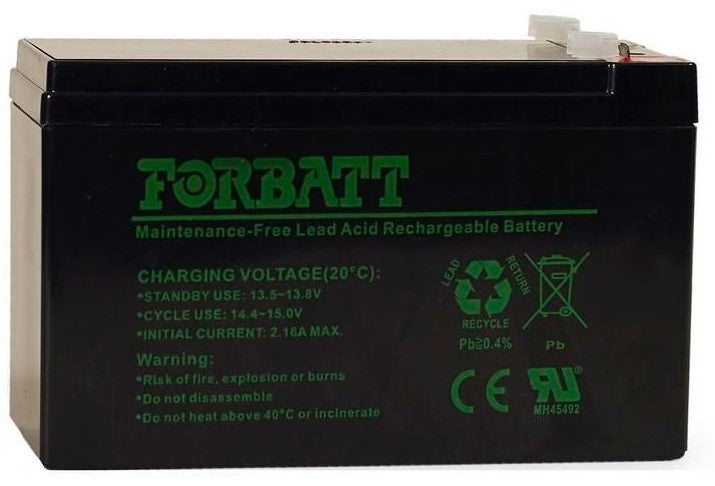 FORBATT
Maintenance-Free Lead Acid Rechargeable Battery
CHARGING VOLTAGE(20°C):
*STANDBY USE: 13.5~13.8V
*CYCLE USE: 14.4~15.0V
*INITIAL CURRENT: 2.16A MAX.
LEAD RETURN
RECYCLE
Pb≧0.4%
Pb
Warning:
*Risk of fire, explosion or burns
*Do not disassemble
*Do not heat above 40°C or incinerate
CE
RU
MH45492